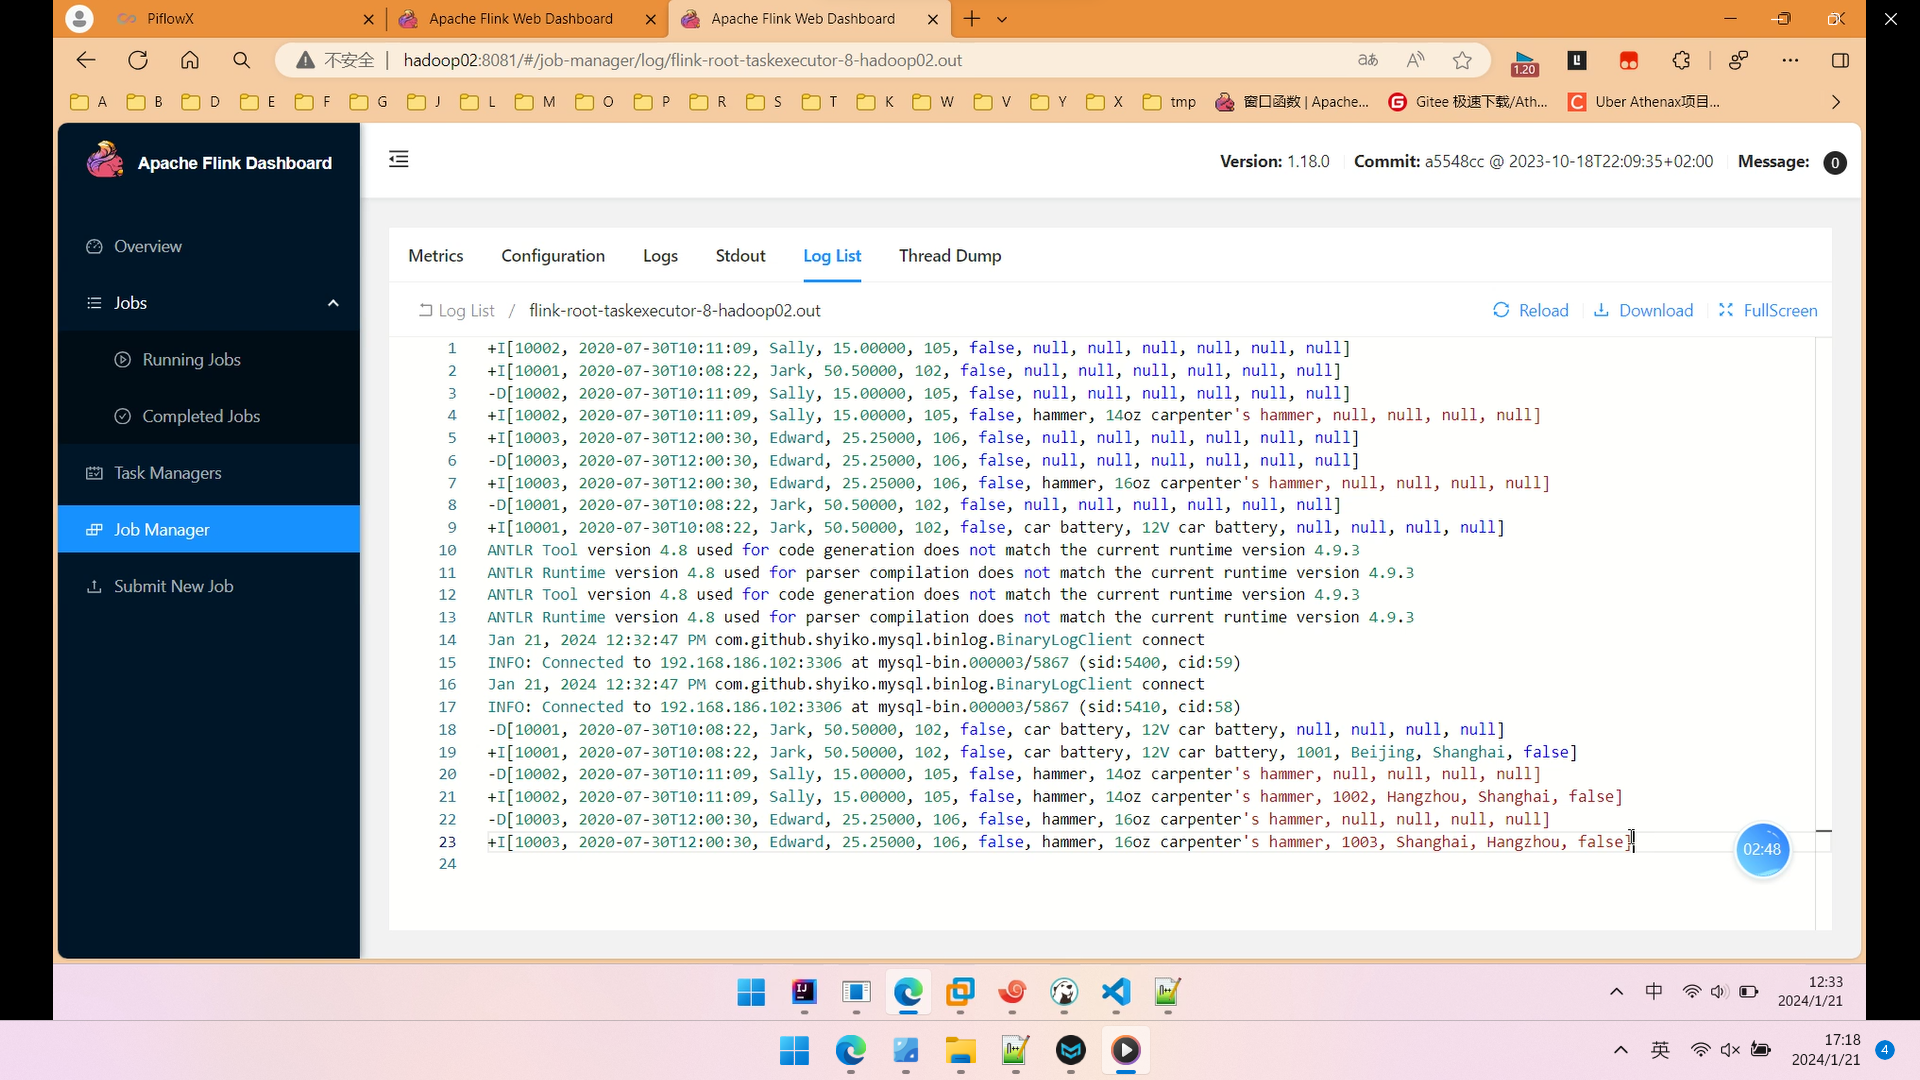 PiflowX
Apache Flink Web Dashboard
Apache Flink Web Dashboard
不安全
hadoop02:8081/#/job-manager/log/flink-root-taskexecutor-8-hadoop02.out
1.20
A B D E F G J L M O P R S T K W V Y X tmp 窗口函数 | Apache... Gitee 极速下载/Ath... Uber Athenax项目...
Apache Flink Dashboard
Version: 1.18.0 Commit: a5548cc @ 2023-10-18T22:09:35+02:00 Message: 0
Overview
Jobs
Running Jobs
Completed Jobs
Task Managers
Job Manager
Submit New Job
Metrics Configuration Logs Stdout Log List Thread Dump
Log List / flink-root-taskexecutor-8-hadoop02.out
Reload Download FullScreen
1 +I[10002, 2020-07-30T10:11:09, Sally, 15.00000, 105, false, null, null, null, null, null, null]
2 +I[10001, 2020-07-30T10:08:22, Jark, 50.50000, 102, false, null, null, null, null, null, null]
3 -D[10002, 2020-07-30T10:11:09, Sally, 15.00000, 105, false, null, null, null, null, null, null]
4 +I[10002, 2020-07-30T10:11:09, Sally, 15.00000, 105, false, hammer, 14oz carpenter's hammer, null, null, null, null]
5 +I[10003, 2020-07-30T12:00:30, Edward, 25.25000, 106, false, null, null, null, null, null, null]
6 -D[10003, 2020-07-30T12:00:30, Edward, 25.25000, 106, false, null, null, null, null, null, null]
7 +I[10003, 2020-07-30T12:00:30, Edward, 25.25000, 106, false, hammer, 16oz carpenter's hammer, null, null, null, null]
8 -D[10001, 2020-07-30T10:08:22, Jark, 50.50000, 102, false, null, null, null, null, null, null]
9 +I[10001, 2020-07-30T10:08:22, Jark, 50.50000, 102, false, car battery, 12V car battery, null, null, null, null]
10 ANTLR Tool version 4.8 used for code generation does not match the current runtime version 4.9.3
11 ANTLR Runtime version 4.8 used for parser compilation does not match the current runtime version 4.9.3
12 ANTLR Tool version 4.8 used for code generation does not match the current runtime version 4.9.3
13 ANTLR Runtime version 4.8 used for parser compilation does not match the current runtime version 4.9.3
14 Jan 21, 2024 12:32:47 PM com.github.shyiko.mysql.binlog.BinaryLogClient connect
15 INFO: Connected to 192.168.186.102:3306 at mysql-bin.000003/5867 (sid:5400, cid:59)
16 Jan 21, 2024 12:32:47 PM com.github.shyiko.mysql.binlog.BinaryLogClient connect
17 INFO: Connected to 192.168.186.102:3306 at mysql-bin.000003/5867 (sid:5410, cid:58)
18 -D[10001, 2020-07-30T10:08:22, Jark, 50.50000, 102, false, car battery, 12V car battery, null, null, null, null]
19 +I[10001, 2020-07-30T10:08:22, Jark, 50.50000, 102, false, car battery, 12V car battery, 1001, Beijing, Shanghai, false]
20 -D[10002, 2020-07-30T10:11:09, Sally, 15.00000, 105, false, hammer, 14oz carpenter's hammer, null, null, null, null]
21 +I[10002, 2020-07-30T10:11:09, Sally, 15.00000, 105, false, hammer, 14oz carpenter's hammer, 1002, Hangzhou, Shanghai, false]
22 -D[10003, 2020-07-30T12:00:30, Edward, 25.25000, 106, false, hammer, 16oz carpenter's hammer, null, null, null, null]
23 +I[10003, 2020-07-30T12:00:30, Edward, 25.25000, 106, false, hammer, 16oz carpenter's hammer, 1003, Shanghai, Hangzhou, false]
24
02:48
中 12:33
2024/1/21
英 17:18
2024/1/21
4